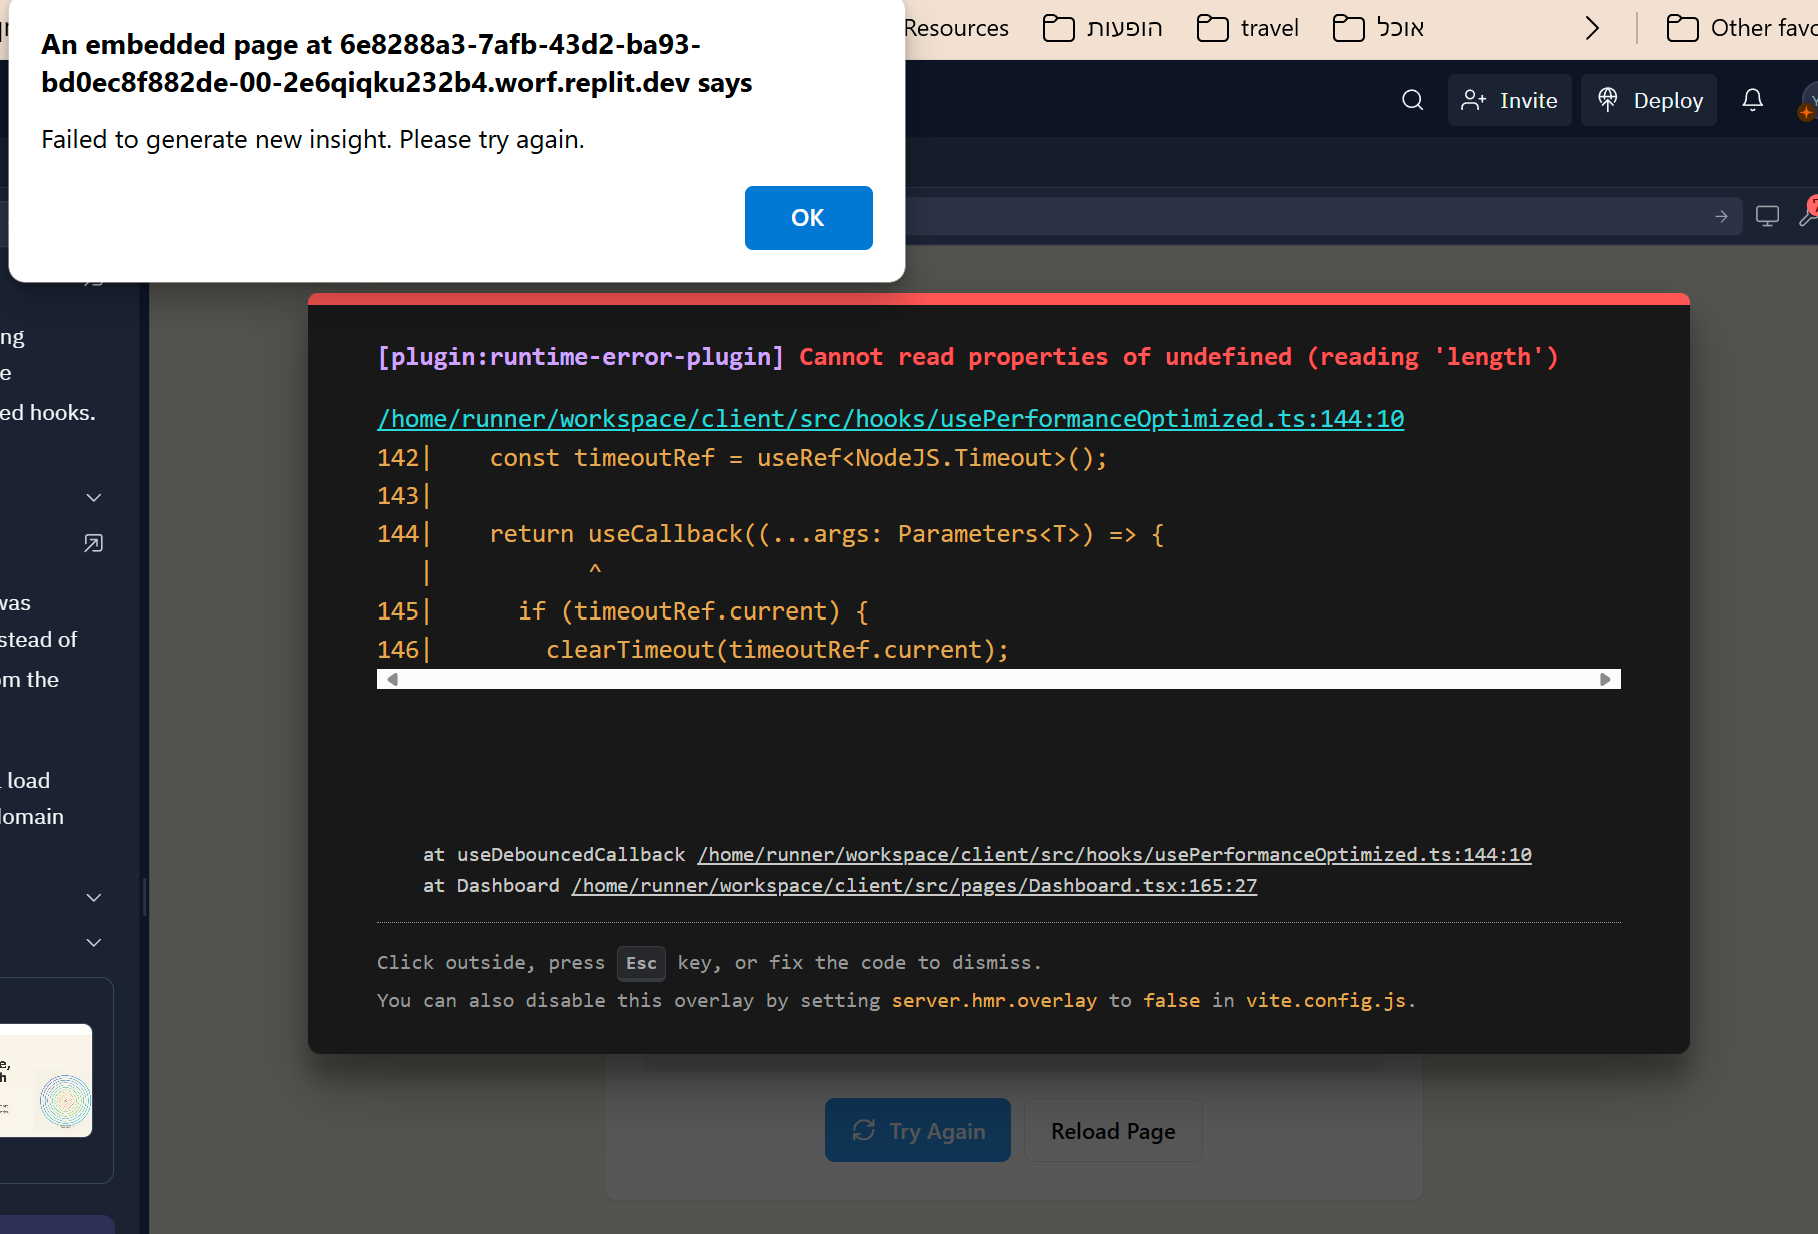 An embedded page at 6e8288a3-7afb-43d2-ba93-
bd0ec8f882de-00-2e6qiqku232b4.worf.replit.dev says
Failed to generate new insight. Please try again.
OK
Resources
הופעות
travel
אוכל
Other favo
Invite
Deploy
ng
e
ed hooks.
was
stead of
om the
load
domain
e,
h
[plugin:runtime-error-plugin] Cannot read properties of undefined (reading 'length')
/home/runner/workspace/client/src/hooks/usePerformanceOptimized.ts:144:10
142|    const timeoutRef = useRef<NodeJS.Timeout>();
143|
144|    return useCallback((...args: Parameters<T>) => {
   |           ^
145|      if (timeoutRef.current) {
146|        clearTimeout(timeoutRef.current);
at useDebouncedCallback /home/runner/workspace/client/src/hooks/usePerformanceOptimized.ts:144:10
at Dashboard /home/runner/workspace/client/src/pages/Dashboard.tsx:165:27
Click outside, press Esc key, or fix the code to dismiss.
You can also disable this overlay by setting server.hmr.overlay to false in vite.config.js.
Try Again
Reload Page